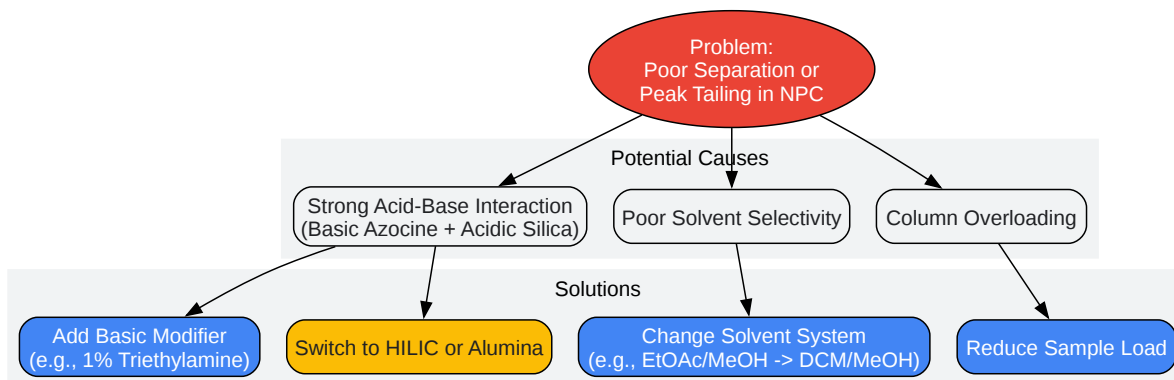 Problem:
Poor Separation or
Peak Tailing in NPC
Potential Causes
Strong Acid-Base Interaction
(Basic Azocine + Acidic Silica)
Poor Solvent Selectivity
Column Overloading
Solutions
Add Basic Modifier
(e.g., 1% Triethylamine)
Switch to HILIC or Alumina
Change Solvent System
(e.g., EtOAc/MeOH -> DCM/MeOH)
Reduce Sample Load